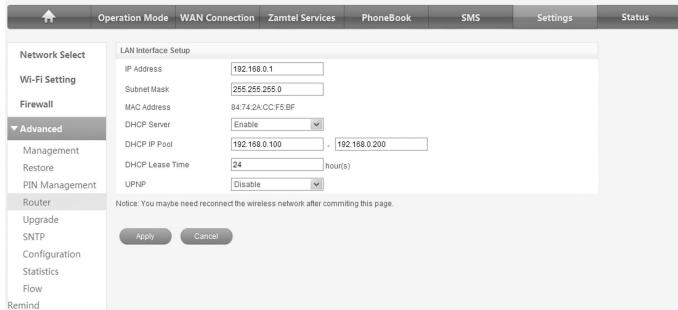 Operation Mode WAN Connection Zamtel Services PhoneBook SMS Settings Status
Network Select
Wi-Fi Setting
Firewall
Advanced
Management
Restore
PIN Management
Router
Upgrade
SNTP
Configuration
Statistics
Flow
Remind
LAN Interface Setup
IP Address 192.168.0.1
Subnet Mask 255.255.255.0
MAC Address 84:74:2A:CC:F5:BF
DHCP Server Enable
DHCP IP Pool 192.168.0.100 - 192.168.0.200
DHCP Lease Time 24 hour(s)
UPNP Disable
Notice: You maybe need reconnect the wireless network after commiting this page.
Apply Cancel